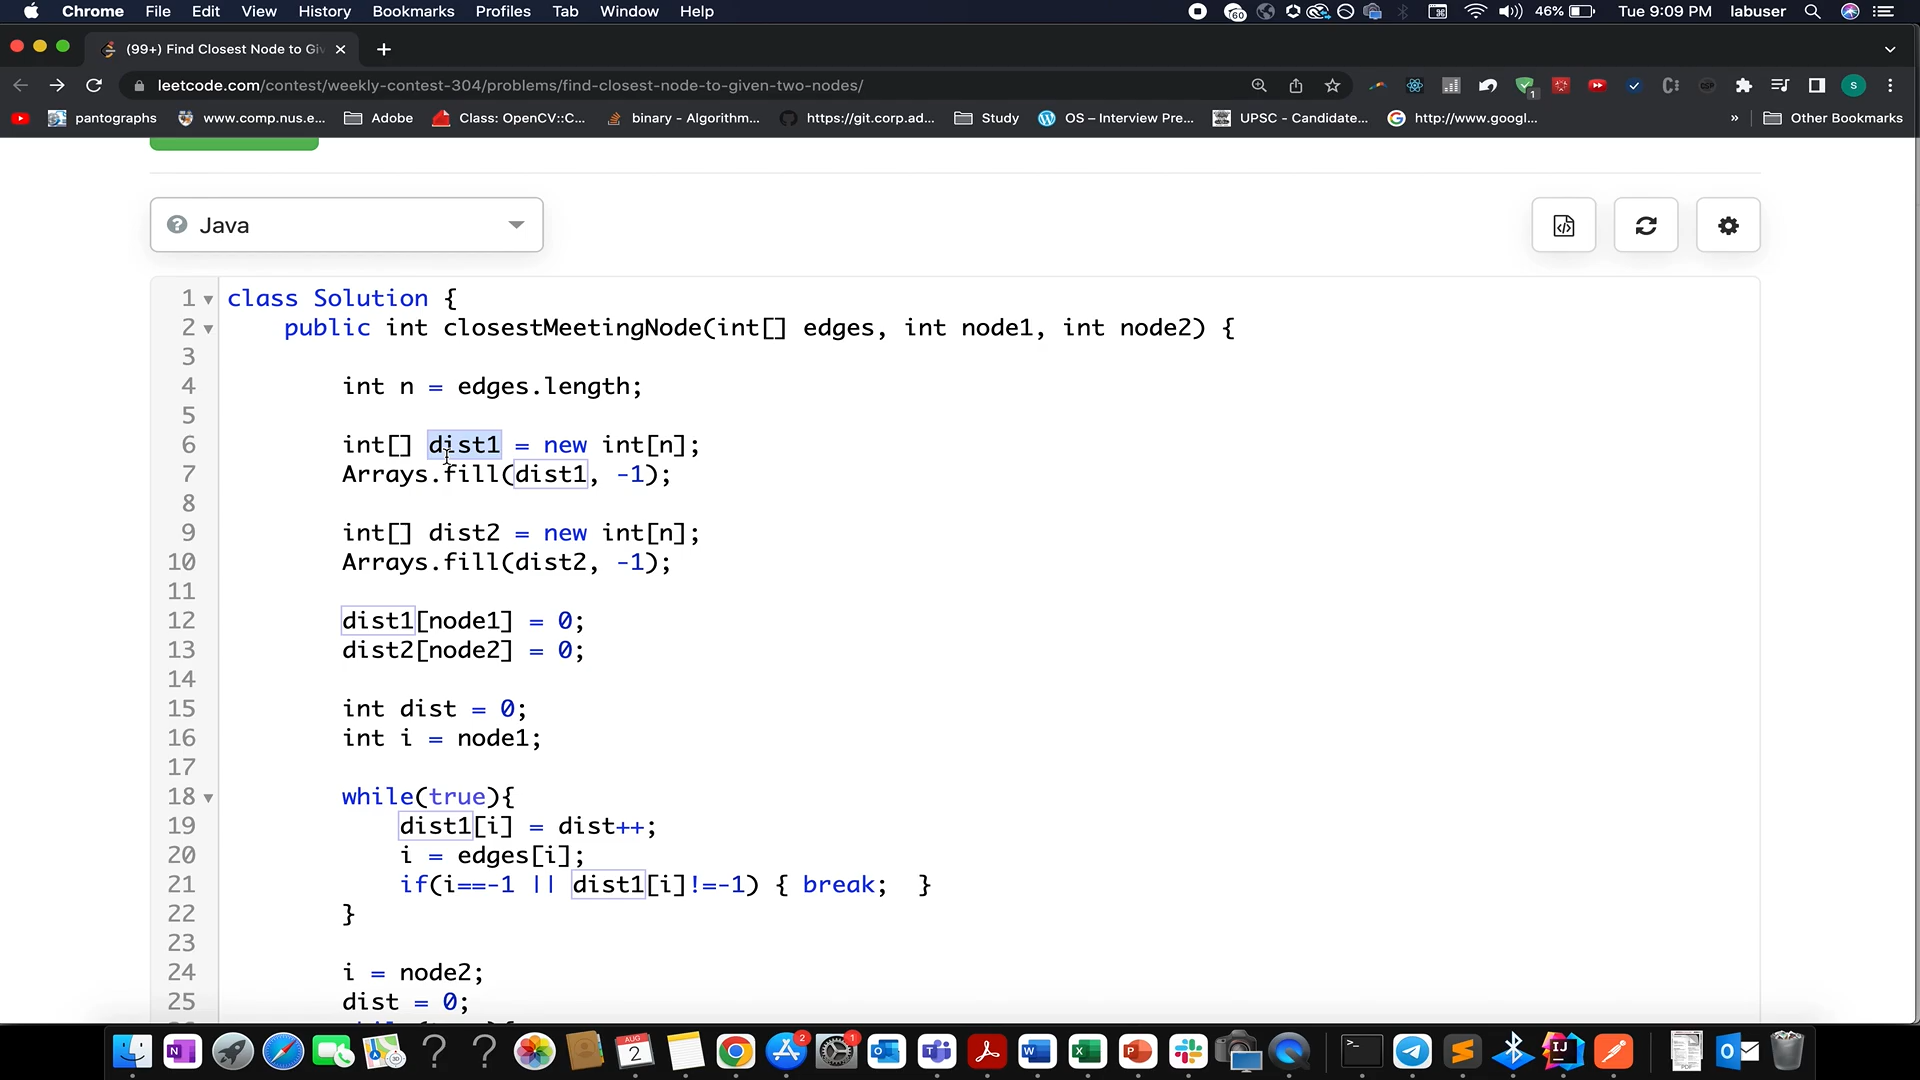 Chrome File Edit View History Bookmarks Profiles Tab Window Help 60 46% Tue 9:09 PM labuser
(99+) Find Closest Node to Giv
leetcode.com/contest/weekly-contest-304/problems/find-closest-node-to-given-two-nodes/ 1 S
pantographs www.comp.nus.e... Adobe Class: OpenCV::C... binary - Algorithm... https://git.corp.ad... Study OS – Interview Pre... UPSC - Candidate... http://www.googl... » Other Bookmarks
? Java
1 class Solution {
2 public int closestMeetingNode(int[] edges, int node1, int node2) {
3
4 int n = edges.length;
5
6 int[] dist1 = new int[n];
7 Arrays.fill(dist1, -1);
8
9 int[] dist2 = new int[n];
10 Arrays.fill(dist2, -1);
11
12 dist1[node1] = 0;
13 dist2[node2] = 0;
14
15 int dist = 0;
16 int i = node1;
17
18 while(true){
19 dist1[i] = dist++;
20 i = edges[i];
21 if(i==-1 || dist1[i]!=-1) { break; }
22 }
23
24 i = node2;
25 dist = 0;